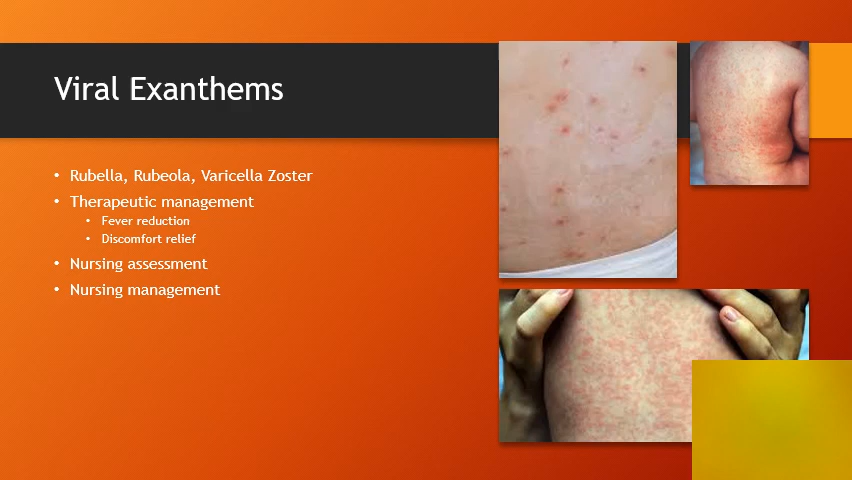 Viral Exanthems
• Rubella, Rubeola, Varicella Zoster
• Therapeutic management
• Fever reduction
• Discomfort relief
• Nursing assessment
• Nursing management